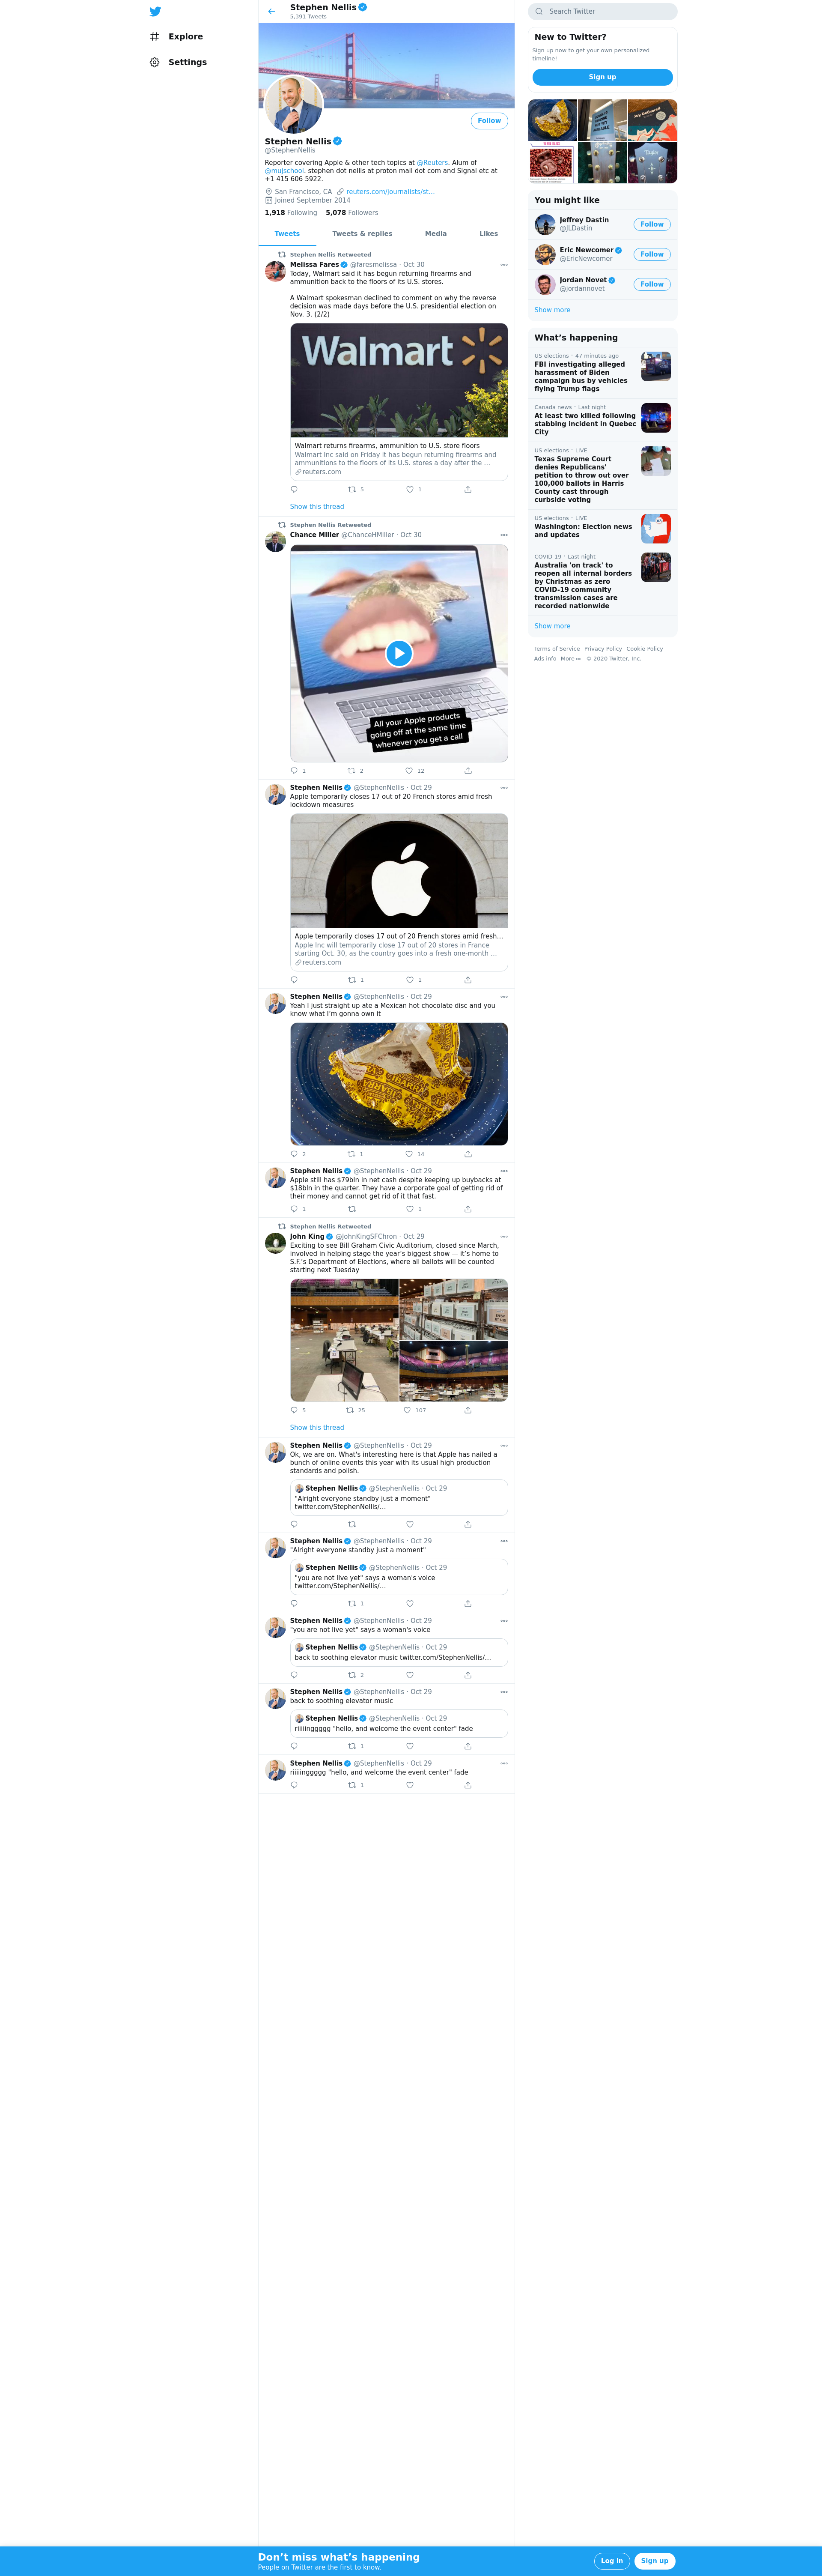 Explore
Settings
Stephen Nellis
5,391 Tweets
Follow
Stephen Nellis
@StephenNellis
Reporter covering Apple & other tech topics at @Reuters. Alum of
@mujschool. stephen dot nellis at proton mail dot com and Signal etc at
+1 415 606 5922.
San Francisco, CA reuters.com/journalists/st…
Joined September 2014
1,918 Following 5,078 Followers
Tweets Tweets & replies Media Likes
Stephen Nellis Retweeted
Melissa Fares @faresmelissa · Oct 30
Today, Walmart said it has begun returning firearms and
ammunition back to the floors of its U.S. stores.
A Walmart spokesman declined to comment on why the reverse
decision was made days before the U.S. presidential election on
Nov. 3. (2/2)
Walmart
Walmart returns firearms, ammunition to U.S. store floors
Walmart Inc said on Friday it has begun returning firearms and
ammunitions to the floors of its U.S. stores a day after the ...
reuters.com
5 1
Show this thread
Stephen Nellis Retweeted
Chance Miller @ChanceHMiller · Oct 30
All your Apple products
going off at the same time
whenever you get a call
1 2 12
Stephen Nellis @StephenNellis · Oct 29
Apple temporarily closes 17 out of 20 French stores amid fresh
lockdown measures
Apple temporarily closes 17 out of 20 French stores amid fresh...
Apple Inc will temporarily close 17 out of 20 stores in France
starting Oct. 30, as the country goes into a fresh one-month ...
reuters.com
1 1
Stephen Nellis @StephenNellis · Oct 29
Yeah I just straight up ate a Mexican hot chocolate disc and you
know what I’m gonna own it
IBARRA
2 1 14
Stephen Nellis @StephenNellis · Oct 29
Apple still has $79bln in net cash despite keeping up buybacks at
$18bln in the quarter. They have a corporate goal of getting rid of
their money and cannot get rid of it that fast.
1 1
Stephen Nellis Retweeted
John King @JohnKingSFChron · Oct 29
Exciting to see Bill Graham Civic Auditorium, closed since March,
involved in helping stage the year’s biggest show — it’s home to
S.F.’s Department of Elections, where all ballots will be counted
starting next Tuesday
5 25 107
Show this thread
Stephen Nellis @StephenNellis · Oct 29
Ok, we are on. What's interesting here is that Apple has nailed a
bunch of online events this year with its usual high production
standards and polish.
Stephen Nellis @StephenNellis · Oct 29
"Alright everyone standby just a moment"
twitter.com/StephenNellis/…
Stephen Nellis @StephenNellis · Oct 29
"Alright everyone standby just a moment"
Stephen Nellis @StephenNellis · Oct 29
"you are not live yet" says a woman's voice
twitter.com/StephenNellis/…
1
Stephen Nellis @StephenNellis · Oct 29
"you are not live yet" says a woman's voice
Stephen Nellis @StephenNellis · Oct 29
back to soothing elevator music twitter.com/StephenNellis/…
2
Stephen Nellis @StephenNellis · Oct 29
back to soothing elevator music
Stephen Nellis @StephenNellis · Oct 29
riiiiinggggg "hello, and welcome the event center" fade
1
Stephen Nellis @StephenNellis · Oct 29
riiiiinggggg "hello, and welcome the event center" fade
1
Search Twitter
New to Twitter?
Sign up now to get your own personalized
timeline!
Sign up
You might like
Jeffrey Dastin
@JLDastin
Follow
Eric Newcomer
@EricNewcomer
Follow
Jordan Novet
@jordannovet
Follow
Show more
What’s happening
US elections · 47 minutes ago
FBI investigating alleged
harassment of Biden
campaign bus by vehicles
flying Trump flags
Canada news · Last night
At least two killed following
stabbing incident in Quebec
City
US elections · LIVE
Texas Supreme Court
denies Republicans'
petition to throw out over
100,000 ballots in Harris
County cast through
curbside voting
US elections · LIVE
Washington: Election news
and updates
COVID-19 · Last night
Australia 'on track' to
reopen all internal borders
by Christmas as zero
COVID-19 community
transmission cases are
recorded nationwide
Show more
Terms of Service Privacy Policy Cookie Policy
Ads info More © 2020 Twitter, Inc.
Don’t miss what’s happening
People on Twitter are the first to know.
Log in
Sign up